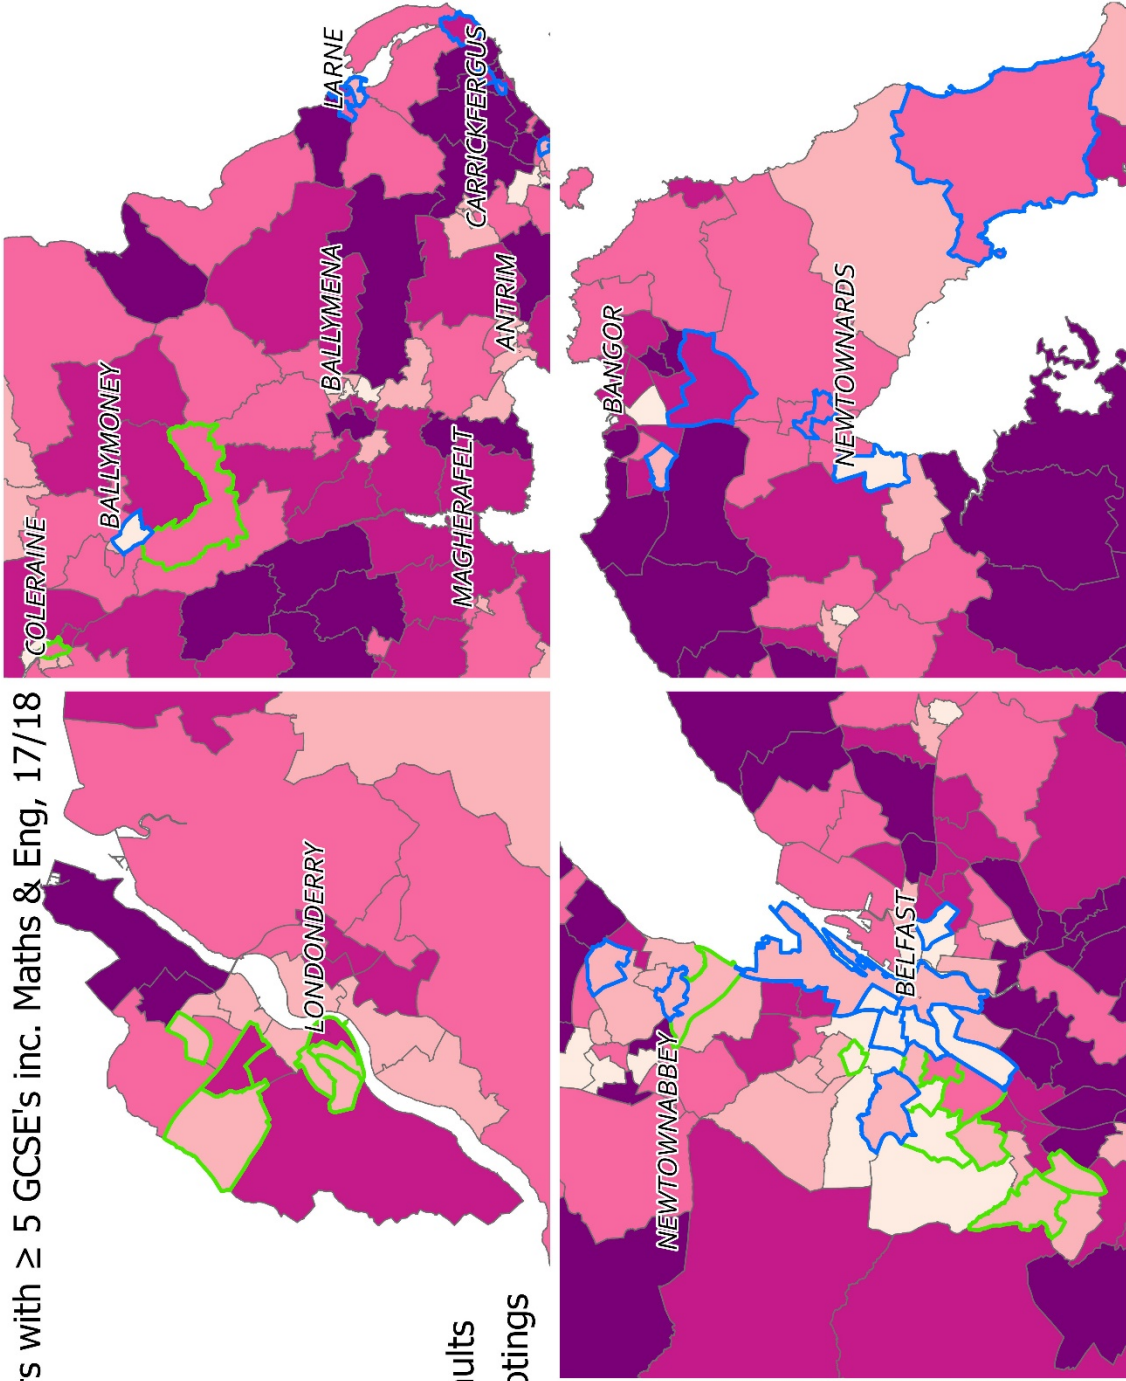 rs with ≥ 5 GCSE's inc. Maths & Eng, 17/18
ults
otings
LONDONDERRY
COLERAINE
BALLYMONEY
LARNE
BALLYMENA
CARRICKFERGUS
MAGHERAFELT
ANTRIM
NEWTOWNABBEY
BELFAST
BANGOR
NEWTOWNARDS